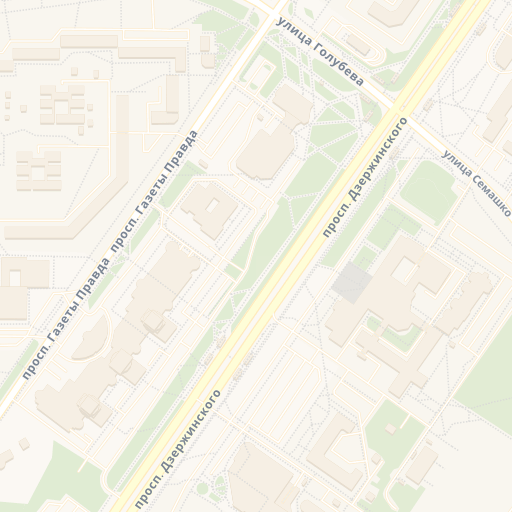 улица Голубева
просп. Газеты Правда
просп. Дзержинского
улица Семашко
просп. Газеты Правда
просп. Дзержинского